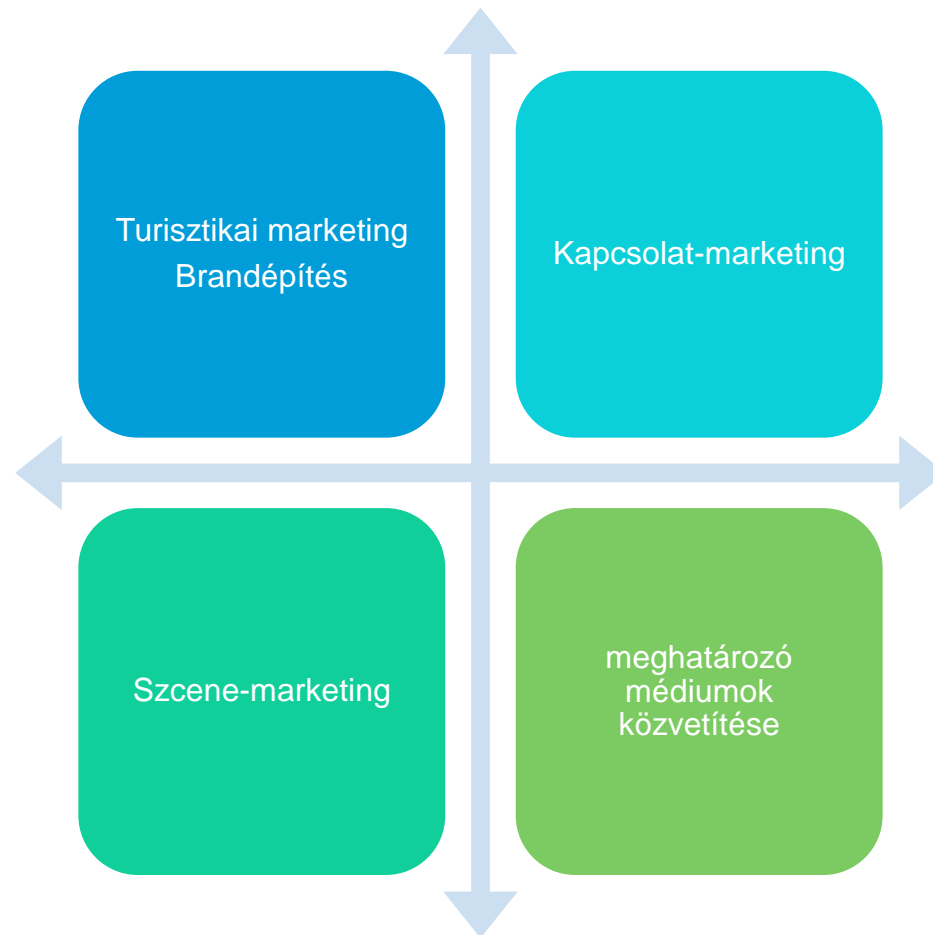 Turisztikai marketing
Brandépítés
Kapcsolat-marketing
Szcene-marketing
meghatározó
médiumok
közvetítése